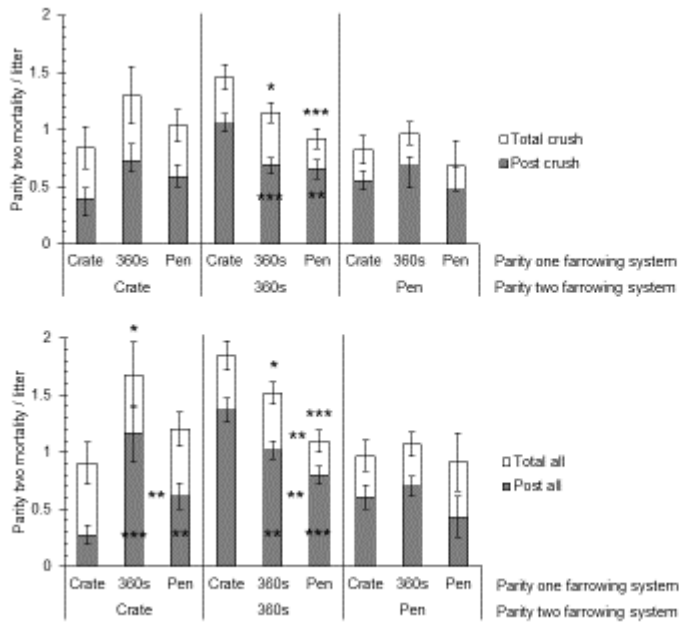 Parity two mortality / litter
2
1.5
1
0.5
0
*
***
***
**
Total crush
Post crush
Crate 360s Pen Crate 360s Pen Crate 360s Pen Parity one farrowing system
Crate 360s Pen Parity two farrowing system
Parity two mortality / litter
2
1.5
1
0.5
0
*
*
***
**
**
**
***
**
**
***
Total all
Post all
Crate 360s Pen Crate 360s Pen Crate 360s Pen Parity one farrowing system
Crate 360s Pen Parity two farrowing system